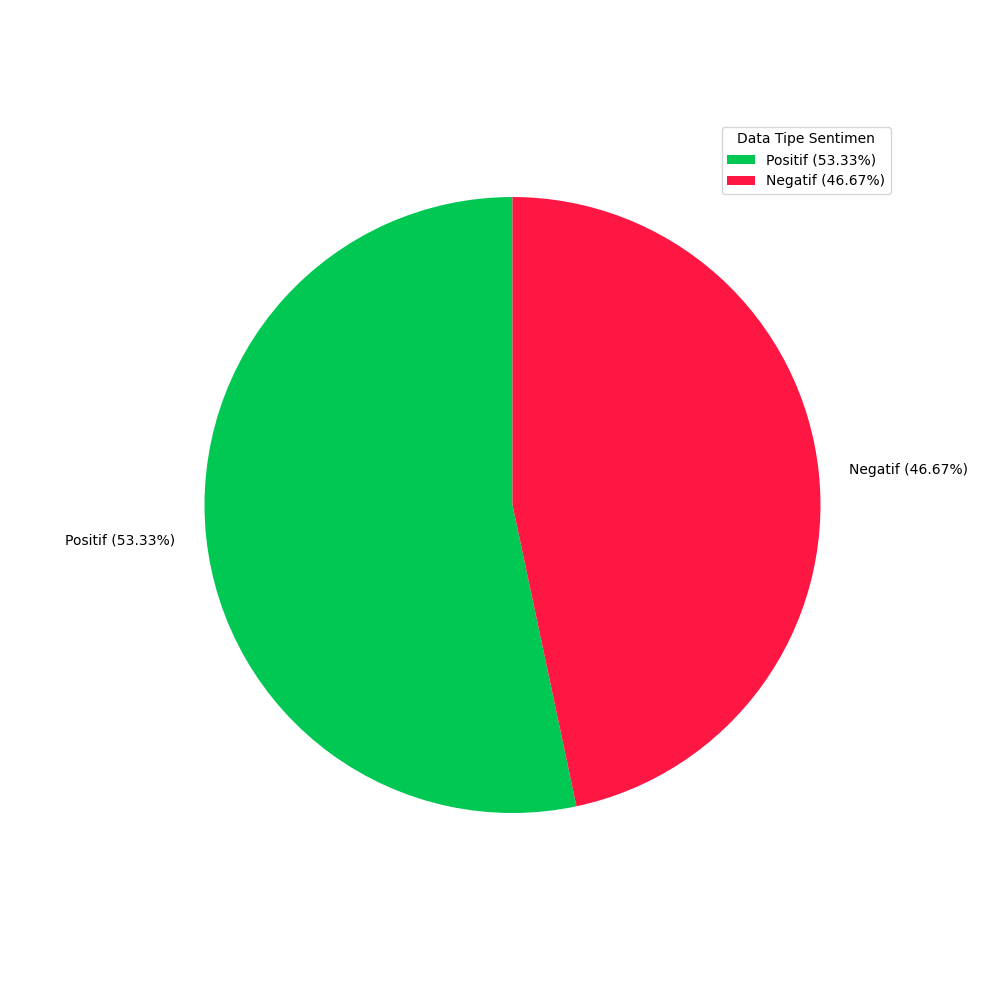 Data Tipe Sentimen
Positif (53.33%)
Negatif (46.67%)
Negatif (46.67%)
Positif (53.33%)